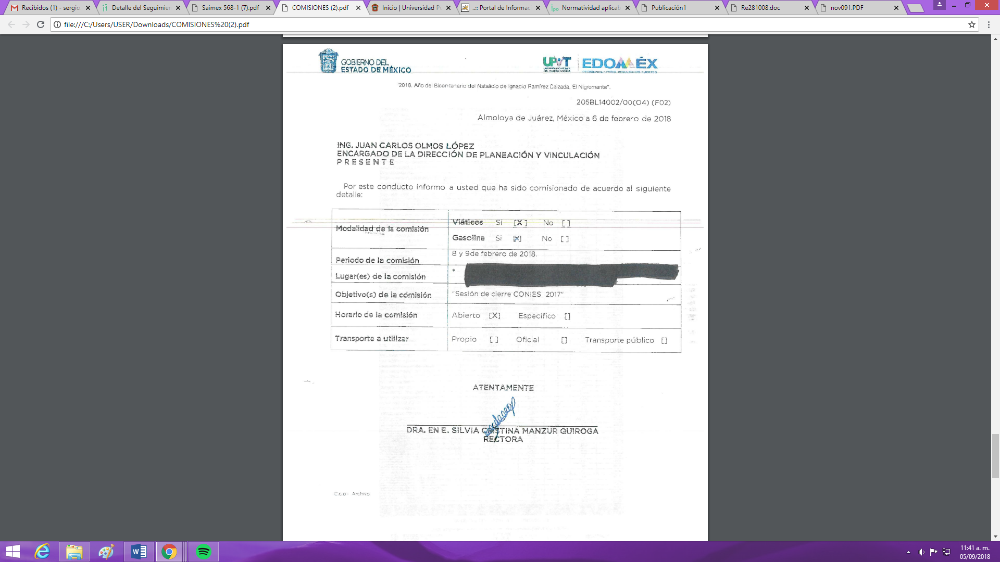 Recibidos (1) - sergio
Detalle del Seguimien
Saimex 568-1 (7).pdf
COMISIONES (2).pdf
Inicio | Universidad Po
..:: Portal de Informac
Normatividad aplicab
Publicación1
Re281008.doc
nov091.PDF
file:///C:/Users/USER/Downloads/COMISIONES%20(2).pdf
GOBIERNO DEL
ESTADO DE MÉXICO
UPVT
EDOMÉX
DECISIONES FIRMES, RESULTADOS FUERTES
"2018. Año del Bicentenario del Natalicio de Ignacio Ramírez Calzada, El Nigromante".
205BL14002/00(04) (F02)
Almoloya de Juárez, México a 6 de febrero de 2018
ING. JUAN CARLOS OLMOS LÓPEZ
ENCARGADO DE LA DIRECCIÓN DE PLANEACIÓN Y VINCULACIÓN
P R E S E N T E
Por este conducto informo a usted que ha sido comisionado de acuerdo al siguiente
detalle:
Modalidad de la comisión
Viáticos Si [X] No [ ]
Gasolina Si [X] No [ ]
Periodo de la comisión
8 y 9de febrero de 2018.
Lugar(es) de la comisión
Objetivo(s) de la comisión
"Sesión de cierre CONIES 2017"
Horario de la comisión
Abierto [X] Especifico []
Transporte a utilizar
Propio [ ] Oficial [] Transporte público []
ATENTAMENTE
DRA. EN E. SILVIA CRISTINA MANZUR QUIROGA
RECTORA
C.c.p.- Archivo
11:41 a. m.
05/09/2018